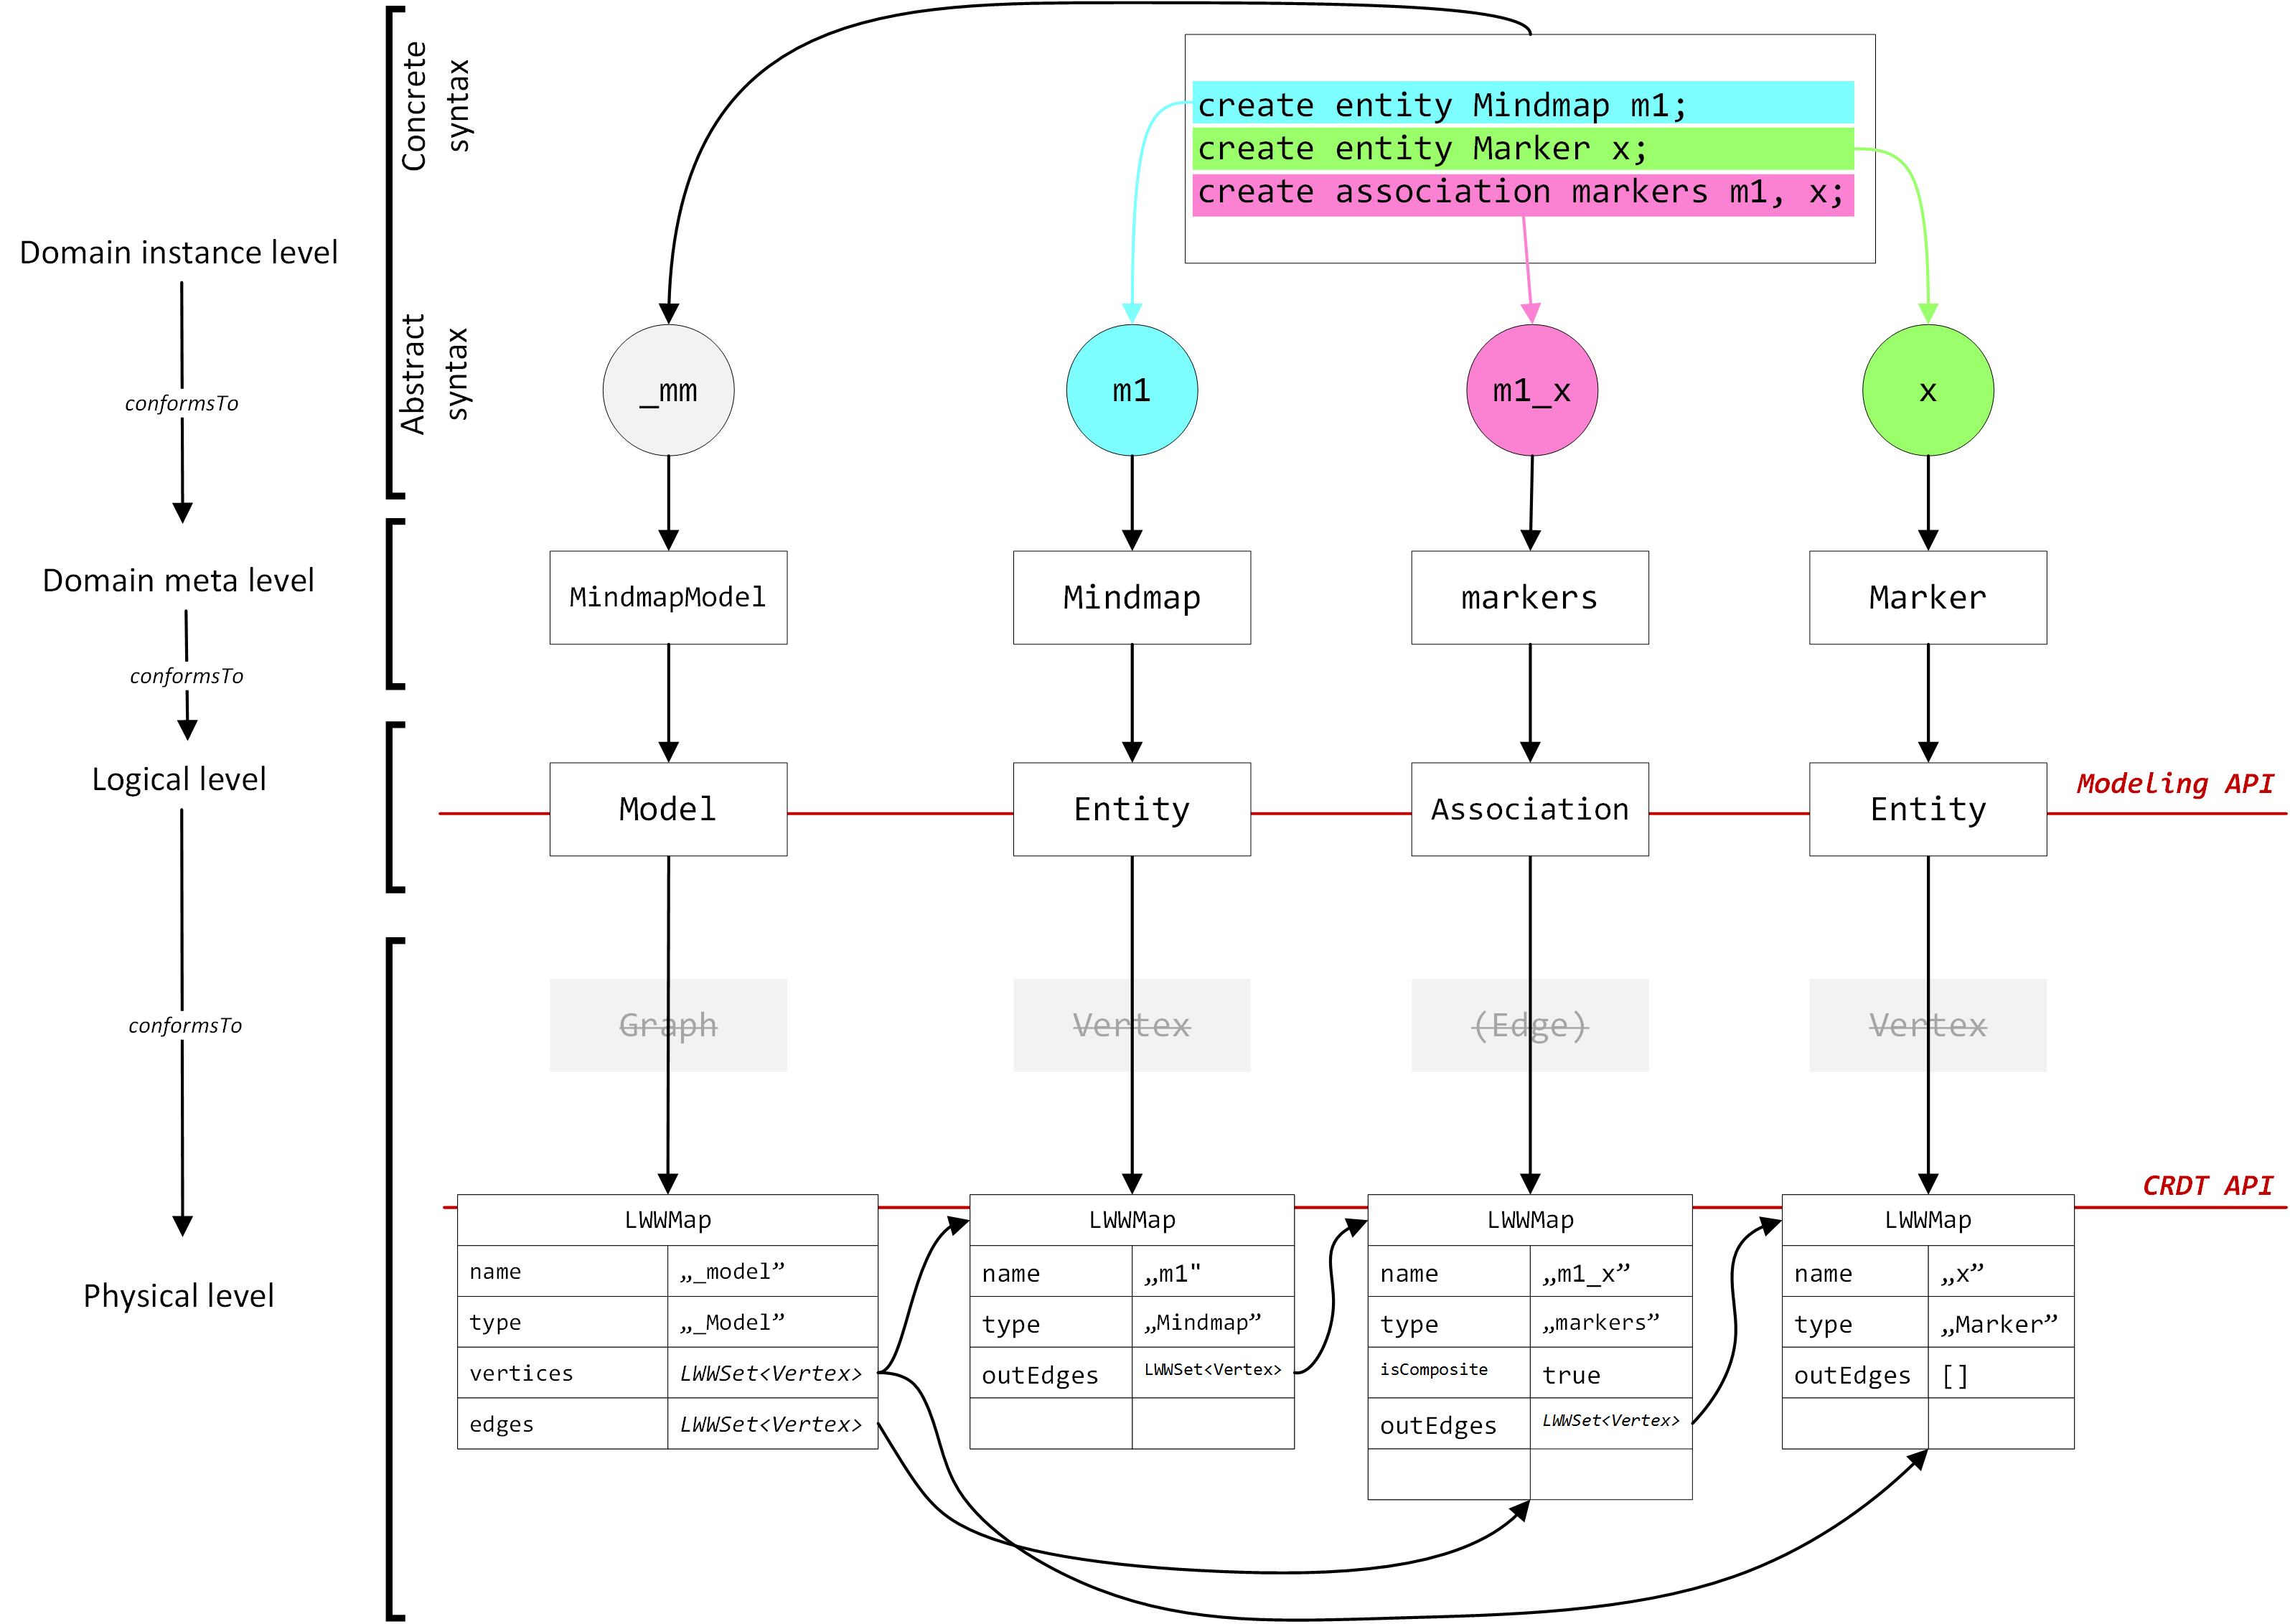 Concrete
syntax
create entity Mindmap m1;
create entity Marker x;
create association markers m1, x;
Domain instance level
Abstract
syntax
conformsTo
_mm
m1
m1_x
x
Domain meta level
MindmapModel
Mindmap
markers
Marker
conformsTo
Logical level
Model
Entity
Association
Entity
Modeling API
conformsTo
Graph
Vertex
(Edge)
Vertex
CRDT API
Physical level
LWWMap
name „_model”
type „_Model”
vertices LWWSet<Vertex>
edges LWWSet<Vertex>
LWWMap
name „m1"
type „Mindmap”
outEdges LWWSet<Vertex>
LWWMap
name „m1_x”
type „markers”
isComposite true
outEdges LWWSet<Vertex>
LWWMap
name „x”
type „Marker”
outEdges []